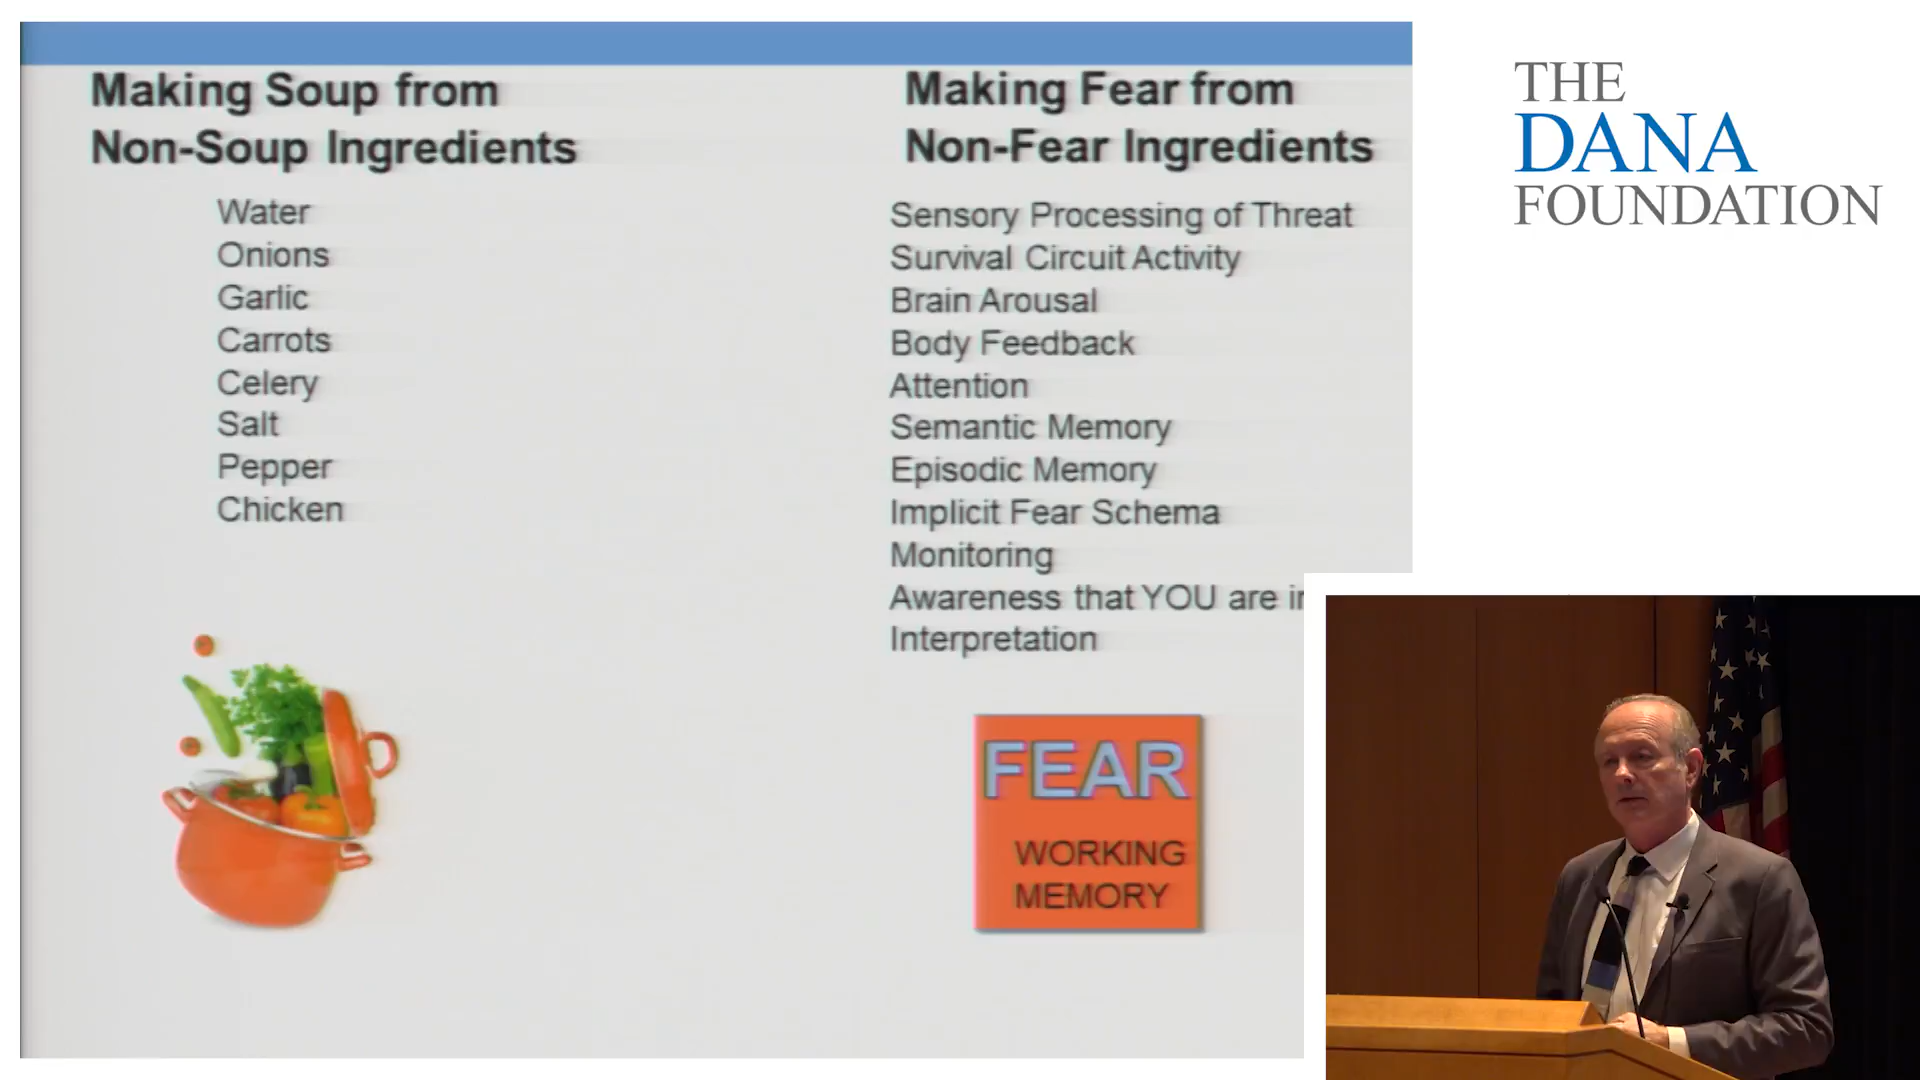 Making Soup from
Non-Soup Ingredients
Water
Onions
Garlic
Carrots
Celery
Salt
Pepper
Chicken
Making Fear from
Non-Fear Ingredients
Sensory Processing of Threat
Survival Circuit Activity
Brain Arousal
Body Feedback
Attention
Semantic Memory
Episodic Memory
Implicit Fear Schema
Monitoring
Awareness that YOU are
Interpretation
FEAR
WORKING
MEMORY
THE
DANA
FOUNDATION